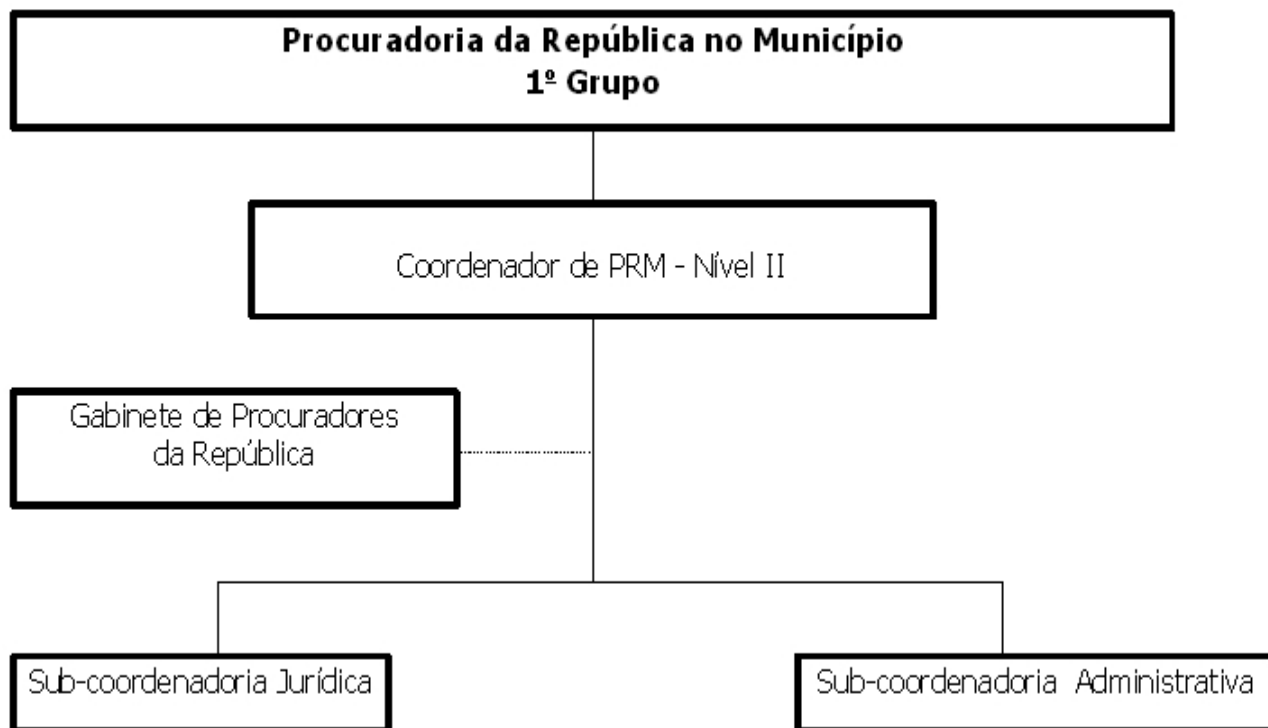 Procuradoria da República no Município
1º Grupo
Coordenador de PRM - Nível II
Gabinete de Procuradores
da República
Sub-coordenadoria Jurídica
Sub-coordenadoria Administrativa